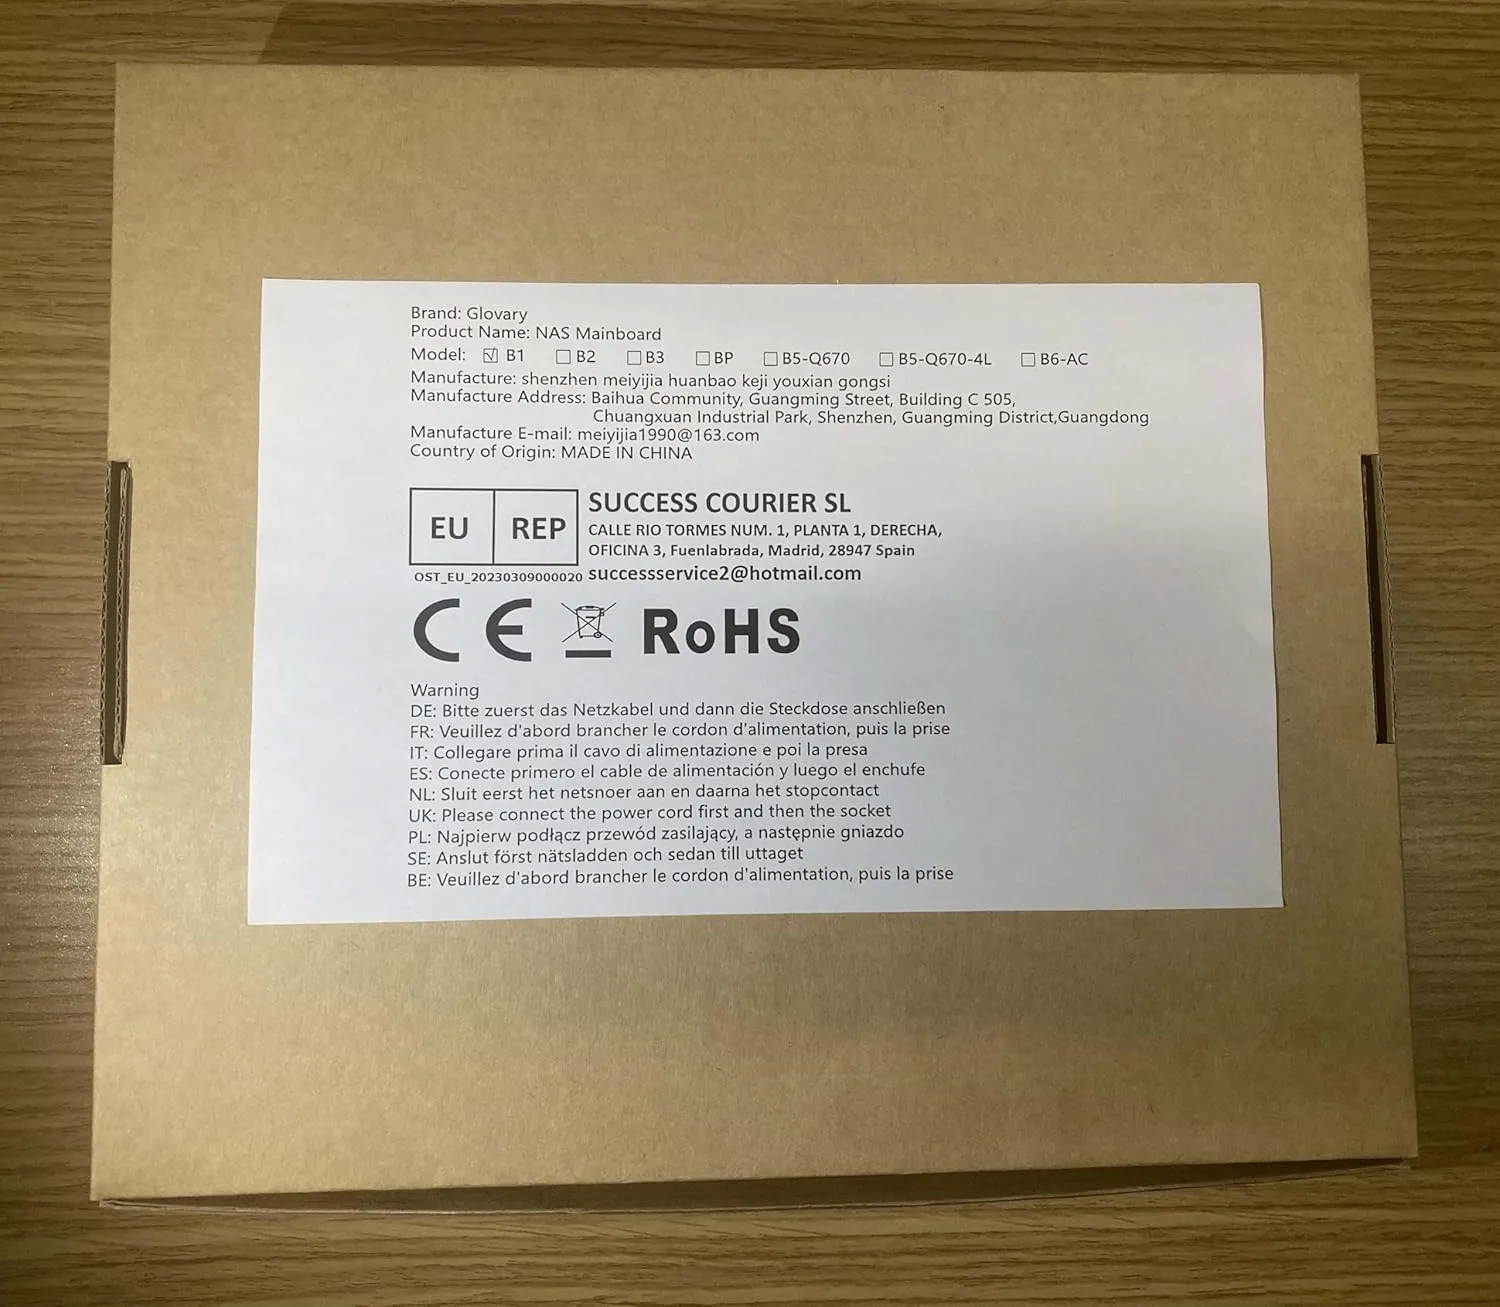 Brand: Glovary
Product Name: NAS Mainboard
Model: ☑ B1 ☐ B2 ☐ B3 ☐ BP ☐ B5-Q670 ☐ B5-Q670-4L ☐ B6-AC
Manufacture: shenzhen meiyijia huanbao keji youxian gongsi
Manufacture Address: Baihua Community, Guangming Street, Building C 505,
Chuangxuan Industrial Park, Shenzhen, Guangming District,Guangdong
Manufacture E-mail: meiyijia1990@163.com
Country of Origin: MADE IN CHINA
EU REP
SUCCESS COURIER SL
CALLE RIO TORMES NUM. 1, PLANTA 1, DERECHA,
OFICINA 3, Fuenlabrada, Madrid, 28947 Spain
OST_EU_20230309000020 successservice2@hotmail.com
CE RoHS
Warning
DE: Bitte zuerst das Netzkabel und dann die Steckdose anschließen
FR: Veuillez d'abord brancher le cordon d'alimentation, puis la prise
IT: Collegare prima il cavo di alimentazione e poi la presa
ES: Conecte primero el cable de alimentación y luego el enchufe
NL: Sluit eerst het netsnoer aan en daarna het stopcontact
UK: Please connect the power cord first and then the socket
PL: Najpierw podłącz przewód zasilający, a następnie gniazdo
SE: Anslut först nätsladden och sedan till uttaget
BE: Veuillez d'abord brancher le cordon d'alimentation, puis la prise